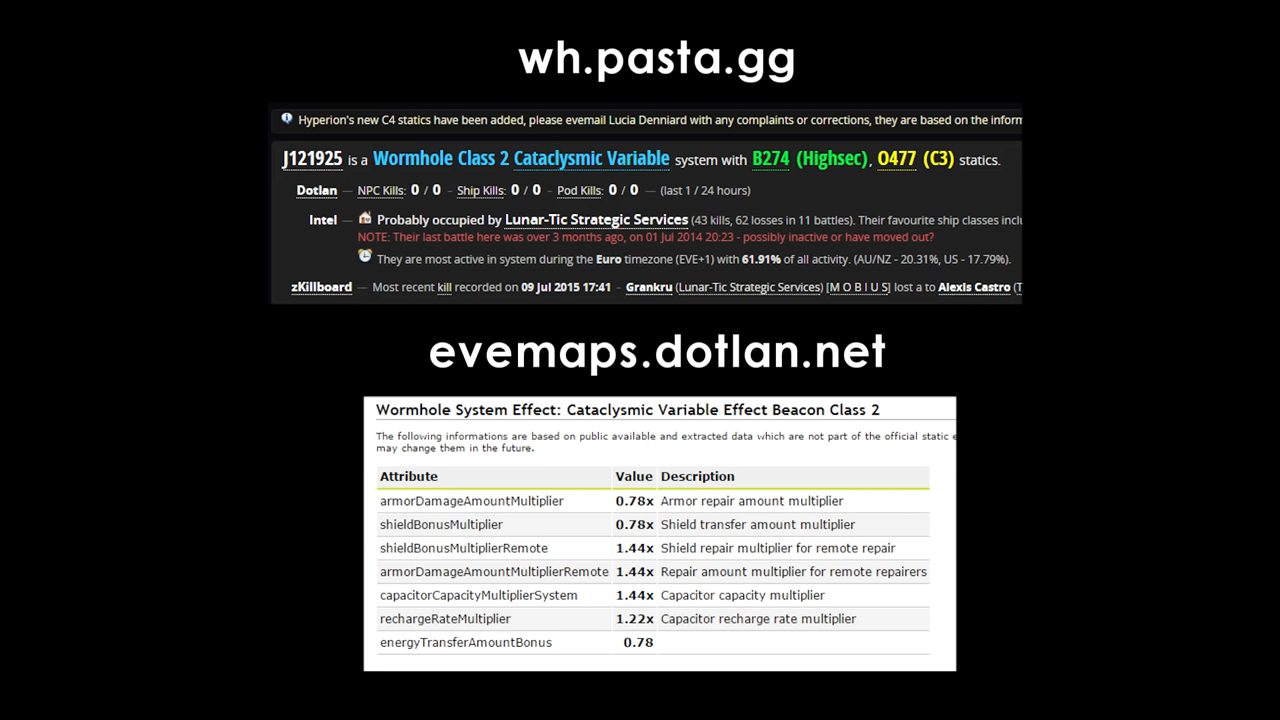 wh.pasta.gg
Hyperion's new C4 statics have been added, please evemail Lucia Denniard with any complaints or corrections, they are based on the inform
J121925 is a Wormhole Class 2 Cataclysmic Variable system with B274 (Highsec), O477 (C3) statics.
Dotlan — NPC Kills: 0 / 0 - Ship Kills: 0 / 0 - Pod Kills: 0 / 0 — (last 1 / 24 hours)
Intel — Probably occupied by Lunar-Tic Strategic Services (43 kills, 62 losses in 11 battles). Their favourite ship classes inclu
NOTE: Their last battle here was over 3 months ago, on 01 Jul 2014 20:23 - possibly inactive or have moved out?
They are most active in system during the Euro timezone (EVE+1) with 61.91% of all activity. (AU/NZ - 20.31%, US - 17.79%).
zKillboard — Most recent kill recorded on 09 Jul 2015 17:41 - Grankru (Lunar-Tic Strategic Services) [M O B I U S] lost a to Alexis Castro (T
evemaps.dotlan.net
Wormhole System Effect: Cataclysmic Variable Effect Beacon Class 2
The following informations are based on public available and extracted data which are not part of the official static e
may change them in the future.
Attribute Value Description
armorDamageAmountMultiplier 0.78x Armor repair amount multiplier
shieldBonusMultiplier 0.78x Shield transfer amount multiplier
shieldBonusMultiplierRemote 1.44x Shield repair multiplier for remote repair
armorDamageAmountMultiplierRemote 1.44x Repair amount multiplier for remote repairers
capacitorCapacityMultiplierSystem 1.44x Capacitor capacity multiplier
rechargeRateMultiplier 1.22x Capacitor recharge rate multiplier
energyTransferAmountBonus 0.78